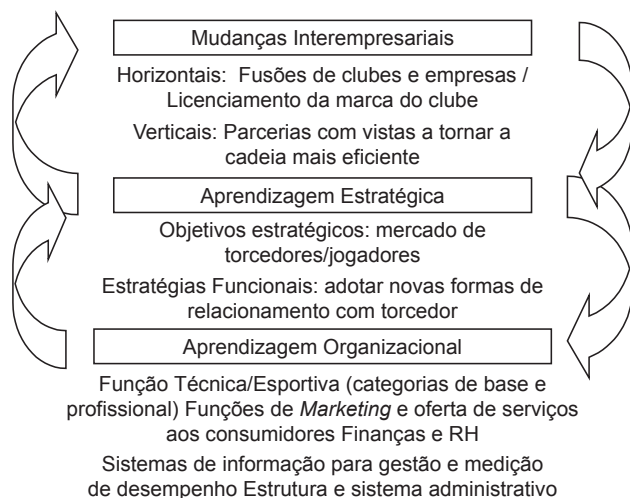 Mudanças Interempresariais
Horizontais: Fusões de clubes e empresas /
Licenciamento da marca do clube
Verticais: Parcerias com vistas a tornar a
cadeia mais eficiente
Aprendizagem Estratégica
Objetivos estratégicos: mercado de
torcedores/jogadores
Estratégias Funcionais: adotar novas formas de
relacionamento com torcedor
Aprendizagem Organizacional
Função Técnica/Esportiva (categorias de base e
profissional) Funções de Marketing e oferta de serviços
aos consumidores Finanças e RH
Sistemas de informação para gestão e medição
de desempenho Estrutura e sistema administrativo